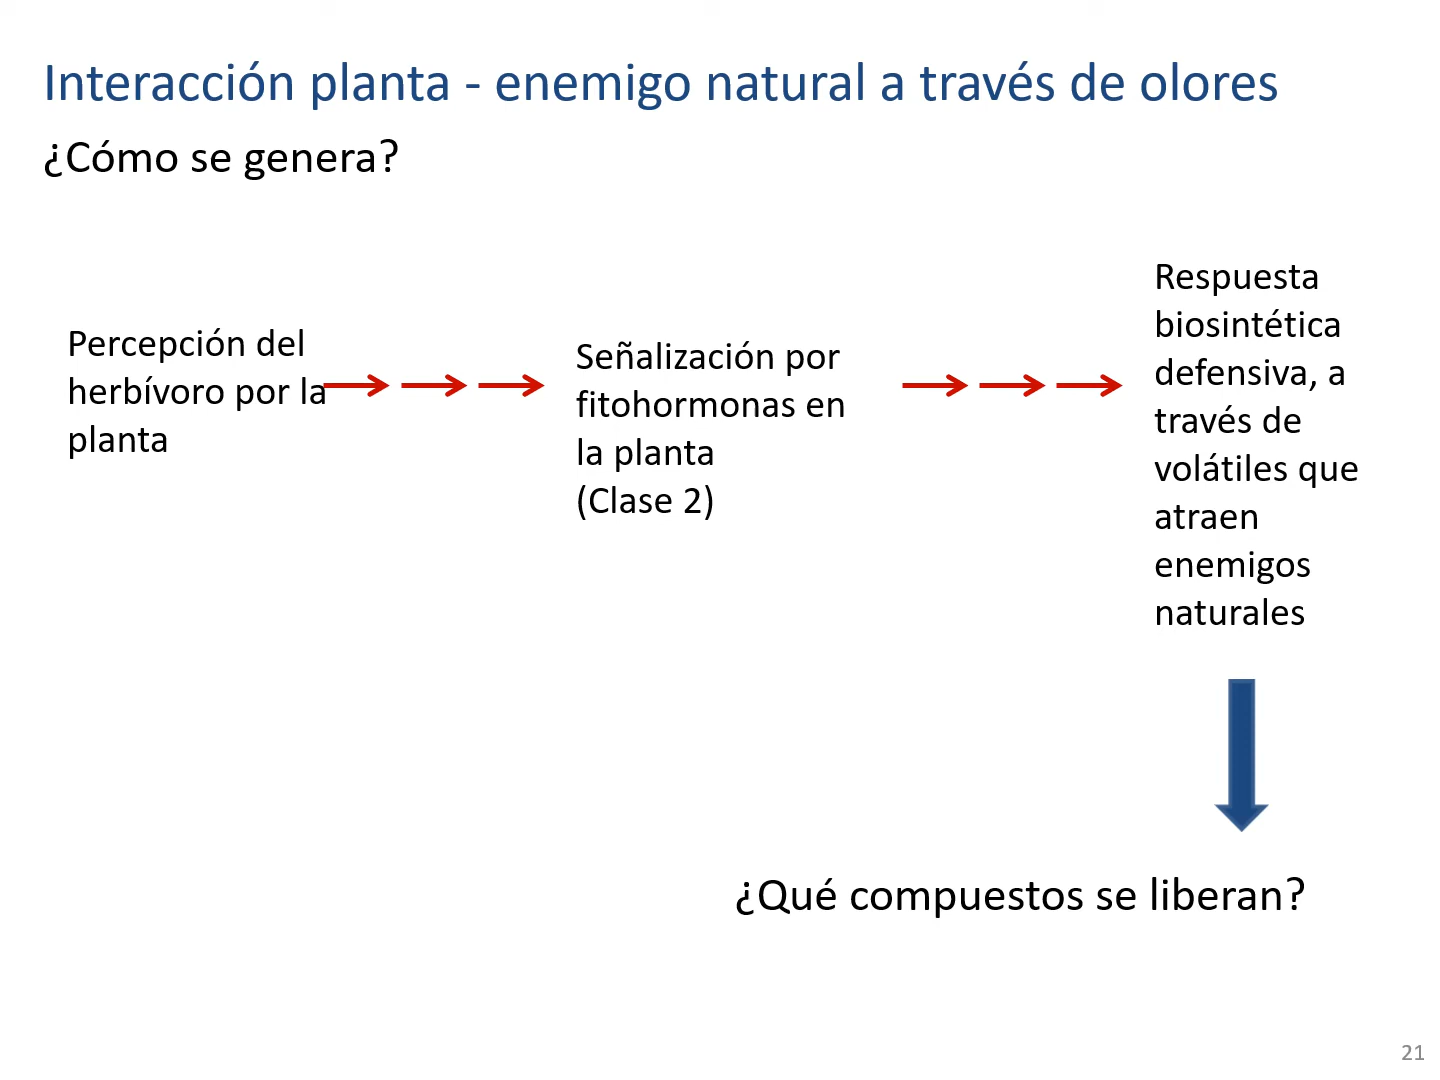 Interacción planta - enemigo natural a través de olores
¿Cómo se genera?
Percepción del
herbívoro por la
planta
Señalización por
fitohormonas en
la planta
(Clase 2)
Respuesta
biosintética
defensiva, a
través de
volátiles que
atraen
enemigos
naturales
¿Qué compuestos se liberan?
21